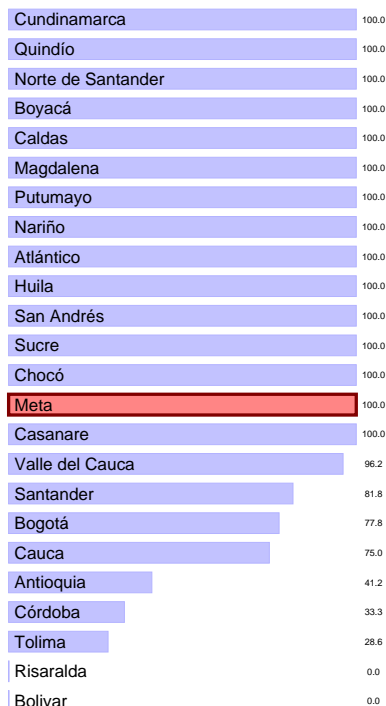 Cundinamarca 100.0
Quindío 100.0
Norte de Santander 100.0
Boyacá 100.0
Caldas 100.0
Magdalena 100.0
Putumayo 100.0
Nariño 100.0
Atlántico 100.0
Huila 100.0
San Andrés 100.0
Sucre 100.0
Chocó 100.0
Meta 100.0
Casanare 100.0
Valle del Cauca 96.2
Santander 81.8
Bogotá 77.8
Cauca 75.0
Antioquia 41.2
Córdoba 33.3
Tolima 28.6
Risaralda 0.0
Bolivar 0.0